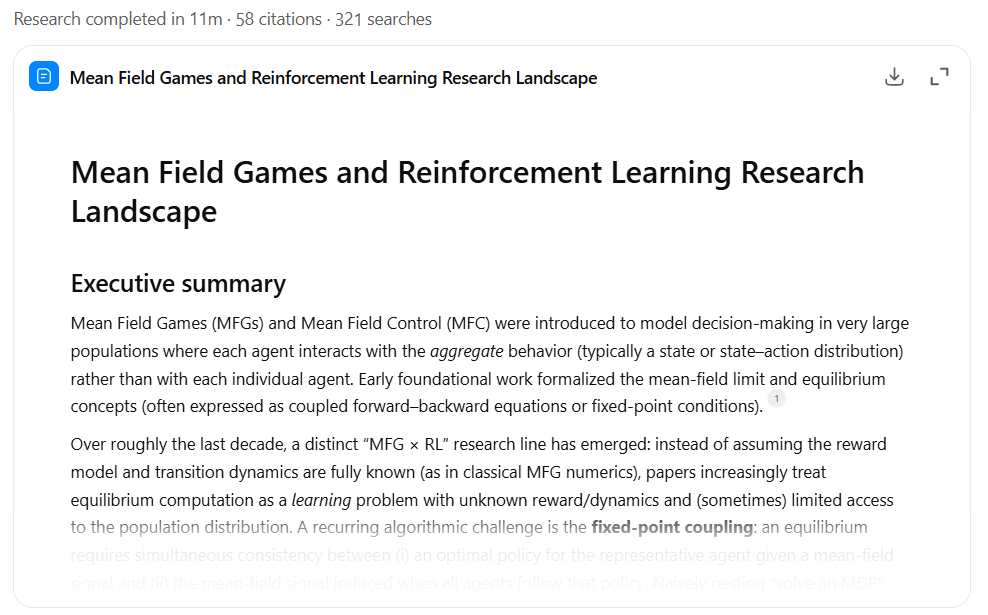 Research completed in 11m · 58 citations · 321 searches
Mean Field Games and Reinforcement Learning Research Landscape
Mean Field Games and Reinforcement Learning Research
Landscape
Executive summary
Mean Field Games (MFGs) and Mean Field Control (MFC) were introduced to model decision-making in very large
populations where each agent interacts with the aggregate behavior (typically a state or state–action distribution)
rather than with each individual agent. Early foundational work formalized the mean-field limit and equilibrium
concepts (often expressed as coupled forward–backward equations or fixed-point conditions). 1
Over roughly the last decade, a distinct “MFG × RL” research line has emerged: instead of assuming the reward
model and transition dynamics are fully known (as in classical MFG numerics), papers increasingly treat
equilibrium computation as a learning problem with unknown reward/dynamics and (sometimes) limited access
to the population distribution. A recurring algorithmic challenge is the fixed-point coupling: an equilibrium
requires simultaneous consistency between (i) an optimal policy for the representative agent given a mean-field
signal and (ii) the mean-field signal induced when all agents follow that policy. Naively nesting “solve an MDP”